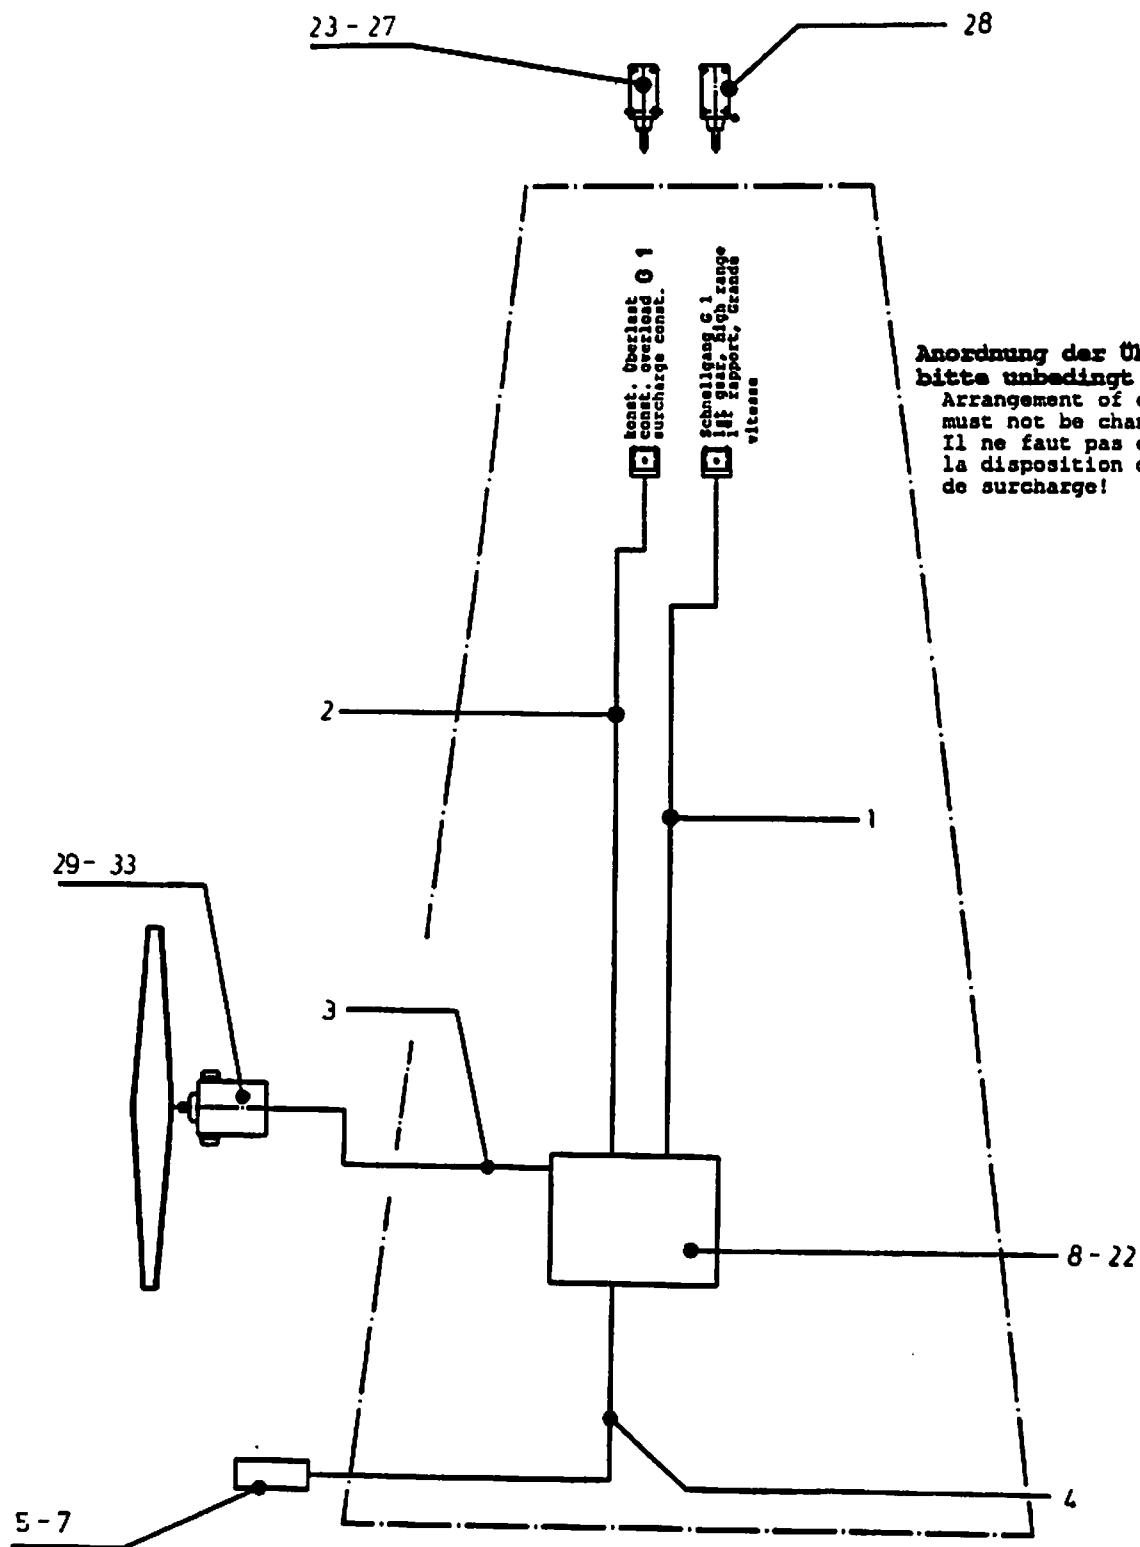 23 - 27
28
konst. Überlast
const. overload G 1
surcharge const.
Schnellgang G 1
1st gear, high range
1er rapport, Grande
vitesse
Anordnung der
bitte unbedingt
Arrangement of
must not be
Il ne faut pas
la disposition
de surcharge!
2
1
29 - 33
3
8 - 22
4
5 - 7